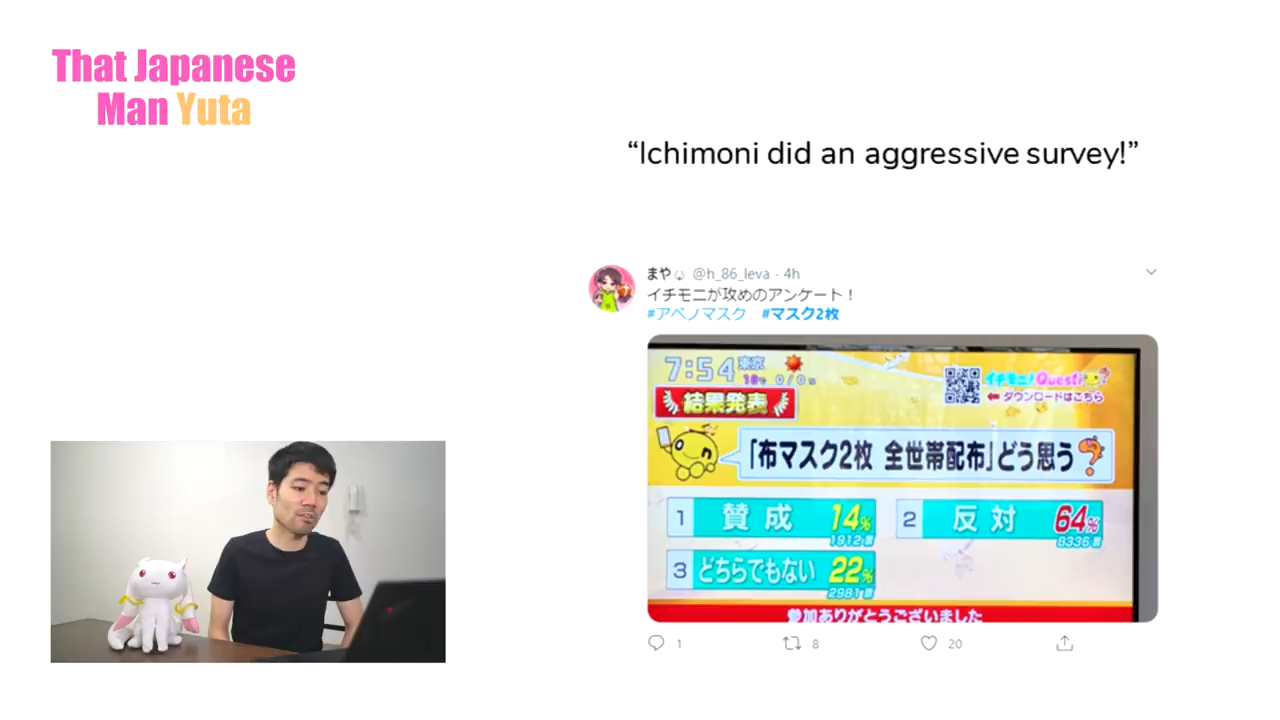 That Japanese
Man Yuta
“Ichimoni did an aggressive survey!”
まや @h_86_leva · 4h
イチモニが攻めのアンケート！
#アベノマスク #マスク2枚
7:54 東京
イチモニ! Quest!
ダウンロードはこちら
結果発表
「布マスク2枚 全世帯配布」どう思う?
1 賛成 14%
1912票
2 反対 64%
8336票
3 どちらでもない 22%
2981票
参加ありがとうございました
1 8 20